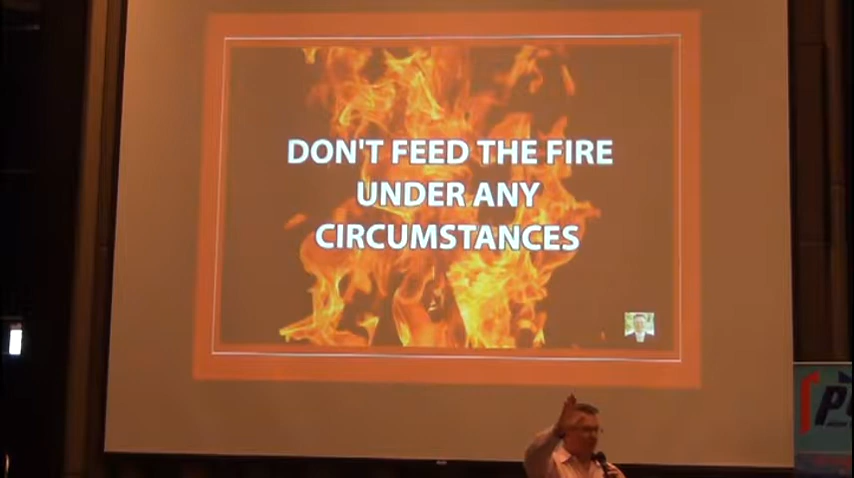 DON'T FEED THE FIRE
UNDER ANY
CIRCUMSTANCES